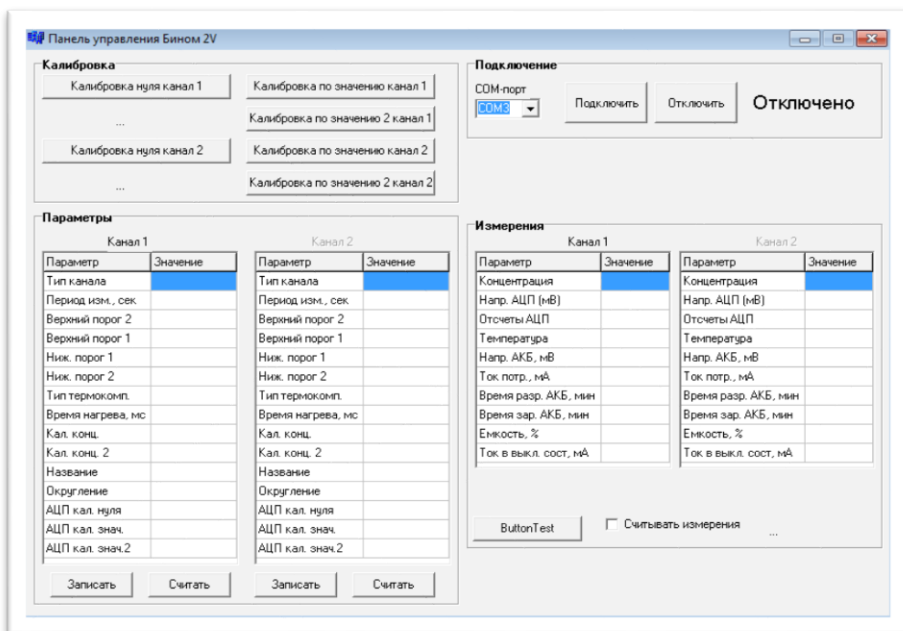 Панель управления Бином 2V
Калибровка
Калибровка нуля канал 1
Калибровка по значению канал 1
...
Калибровка по значению 2 канал 1
Калибровка нуля канал 2
Калибровка по значению канал 2
...
Калибровка по значению 2 канал 2
Подключение
COM-порт
COM3
Подключить
Отключить
Отключено
Параметры
Канал 1
Параметр Значение
Тип канала
Период изм., сек
Верхний порог 2
Верхний порог 1
Ниж. порог 1
Ниж. порог 2
Тип термокомп.
Время нагрева, мс
Кал. конц.
Кал. конц. 2
Название
Округление
АЦП кал. нуля
АЦП кал. знач.
АЦП кал. знач.2
Записать
Считать
Канал 2
Параметр Значение
Тип канала
Период изм., сек
Верхний порог 2
Верхний порог 1
Ниж. порог 1
Ниж. порог 2
Тип термокомп.
Время нагрева, мс
Кал. конц.
Кал. конц. 2
Название
Округление
АЦП кал. нуля
АЦП кал. знач.
АЦП кал. знач.2
Записать
Считать
Измерения
Канал 1
Параметр Значение
Концентрация
Напр. АЦП (мВ)
Отсчеты АЦП
Температура
Напр. АКБ, мВ
Ток потр., мА
Время разр. АКБ, мин
Время зар. АКБ, мин
Емкость, %
Ток в выкл. сост, мА
Канал 2
Параметр Значение
Концентрация
Напр. АЦП (мВ)
Отсчеты АЦП
Температура
Напр. АКБ, мВ
Ток потр., мА
Время разр. АКБ, мин
Время зар. АКБ, мин
Емкость, %
Ток в выкл. сост, мА
ButtonTest
Считывать измерения
...